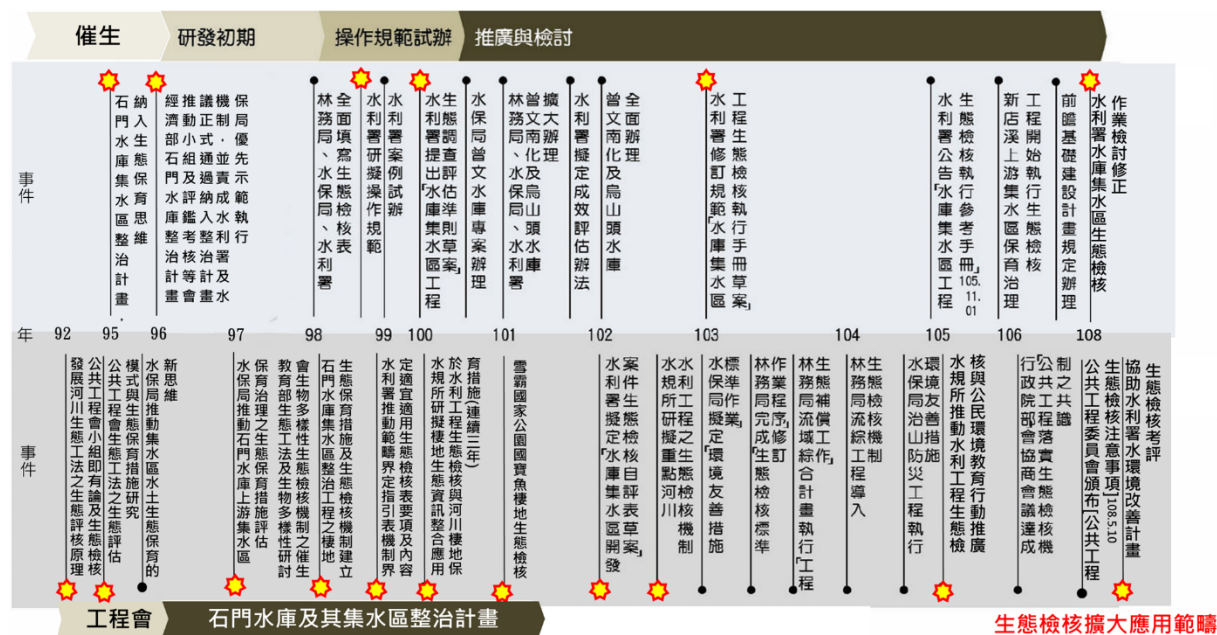 催生
研發初期
操作規範試辦
推廣與檢討
事件
石門水庫集水區整治計畫，
納入生態保育思維
經濟部石門水庫整治計畫
推動小組及評鑑考核等會
議正式通過納入整治計畫
機制，並責成水利署及水
保局優先示範執行
林務局、水保局、水利署
全面填寫生態檢核表
水利署研擬操作規範
水利署案例試辦
水利署提出「水庫集水區工程
生態調查評估準則草案」
水保局曾文水庫專案辦理
林務局、水保局、水利署
曾文南化及烏山頭水庫
擴大辦理
水利署擬定成效評估辦法
曾文南化及烏山頭水庫
全面辦理
水利署修訂規範「水庫集水區
工程生態檢核執行手冊草案」
水利署公告「水庫集水區工程
生態檢核執行參考手冊」105.11.01
新店溪上游集水區保育治理
工程開始執行生態檢核
前瞻基礎建設計畫規定辦理
水利署水庫集水區生態檢核
作業檢討修正
年 92 95 96 97 98 99 100 101 102 103 104 105 106 108
事件
發展河川生態工法之生態評核原理
公共工程會小組即有論及生態檢核
公共工程會生態工法之生態評估
模式與生態保育措施研究
水保局推動集水區水土生態保育的
新思維
水保局推動石門水庫上游集水區
保育治理之生態保育措施評估
教育部生態工法及生物多樣性研討
會生物多樣性生態檢核機制之催生
石門水庫集水區整治工程之棲地
生態保育措施及生態檢核機制建立
水利署推動範疇界定指引表機制界
定適宜適用生態檢核表要項及內容
水規所研擬棲地生態資訊整合應用
於水利工程生態檢核與河川棲地保
育措施(連續三年)
雪霸國家公園國寶魚棲地生態檢核
水利署擬定「水庫集水區開發
案件生態檢核自評表草案」
水規所研擬重點河川
水利工程之生態檢核機制
水保局擬定「環境友善措施
標準作業」
林務局完成「生態檢核標準
作業程序」修訂
林務局流域綜合計畫執行「工程
生態補償工作」
林務局流綜工程導入
生態檢核機制
水保局治山防災工程執行
環境友善措施
水規所推動水利工程生態檢
核與公民環境教育行動推廣
行政院部會協商會議達成
「公共工程落實生態檢核機
制之共識
公共工程委員會頒布「公共工程
生態檢核注意事項」108.5.10
協助水利署水環境改善計畫
生態檢核考評
工程會
石門水庫及其集水區整治計畫
生態檢核擴大應用範疇